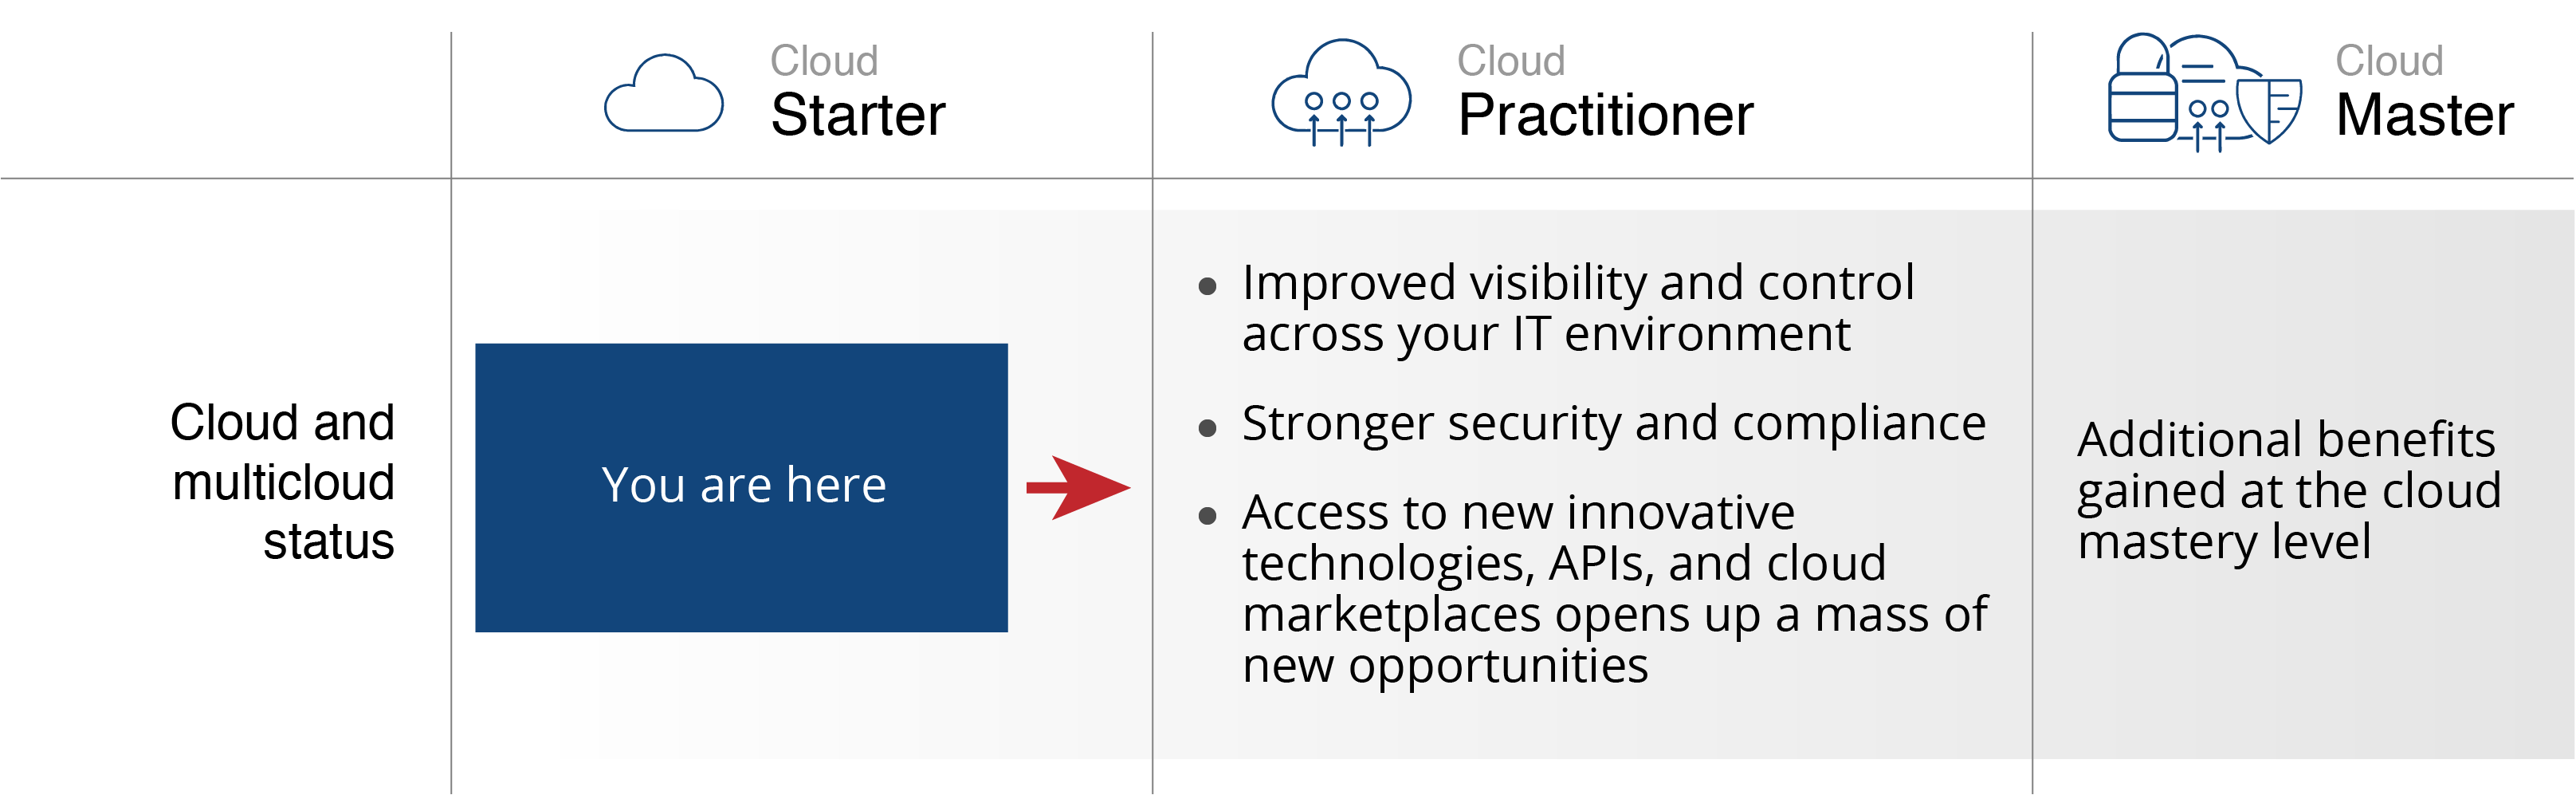 Cloud
Starter
Cloud
Practitioner
Cloud
Master
Cloud and
multicloud
status
You are here
• Improved visibility and control
across your IT environment
• Stronger security and compliance
• Access to new innovative
technologies, APIs, and cloud
marketplaces opens up a mass of
new opportunities
Additional benefits
gained at the cloud
mastery level